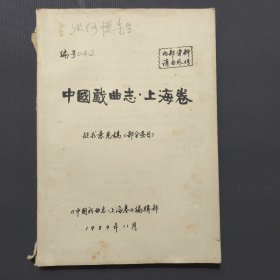 编号042
内部资料
请勿外传
中國戏曲志·上海卷
征求意见稿(部分条目)
《中國戏曲志·上海卷》编辑部
1989年11月